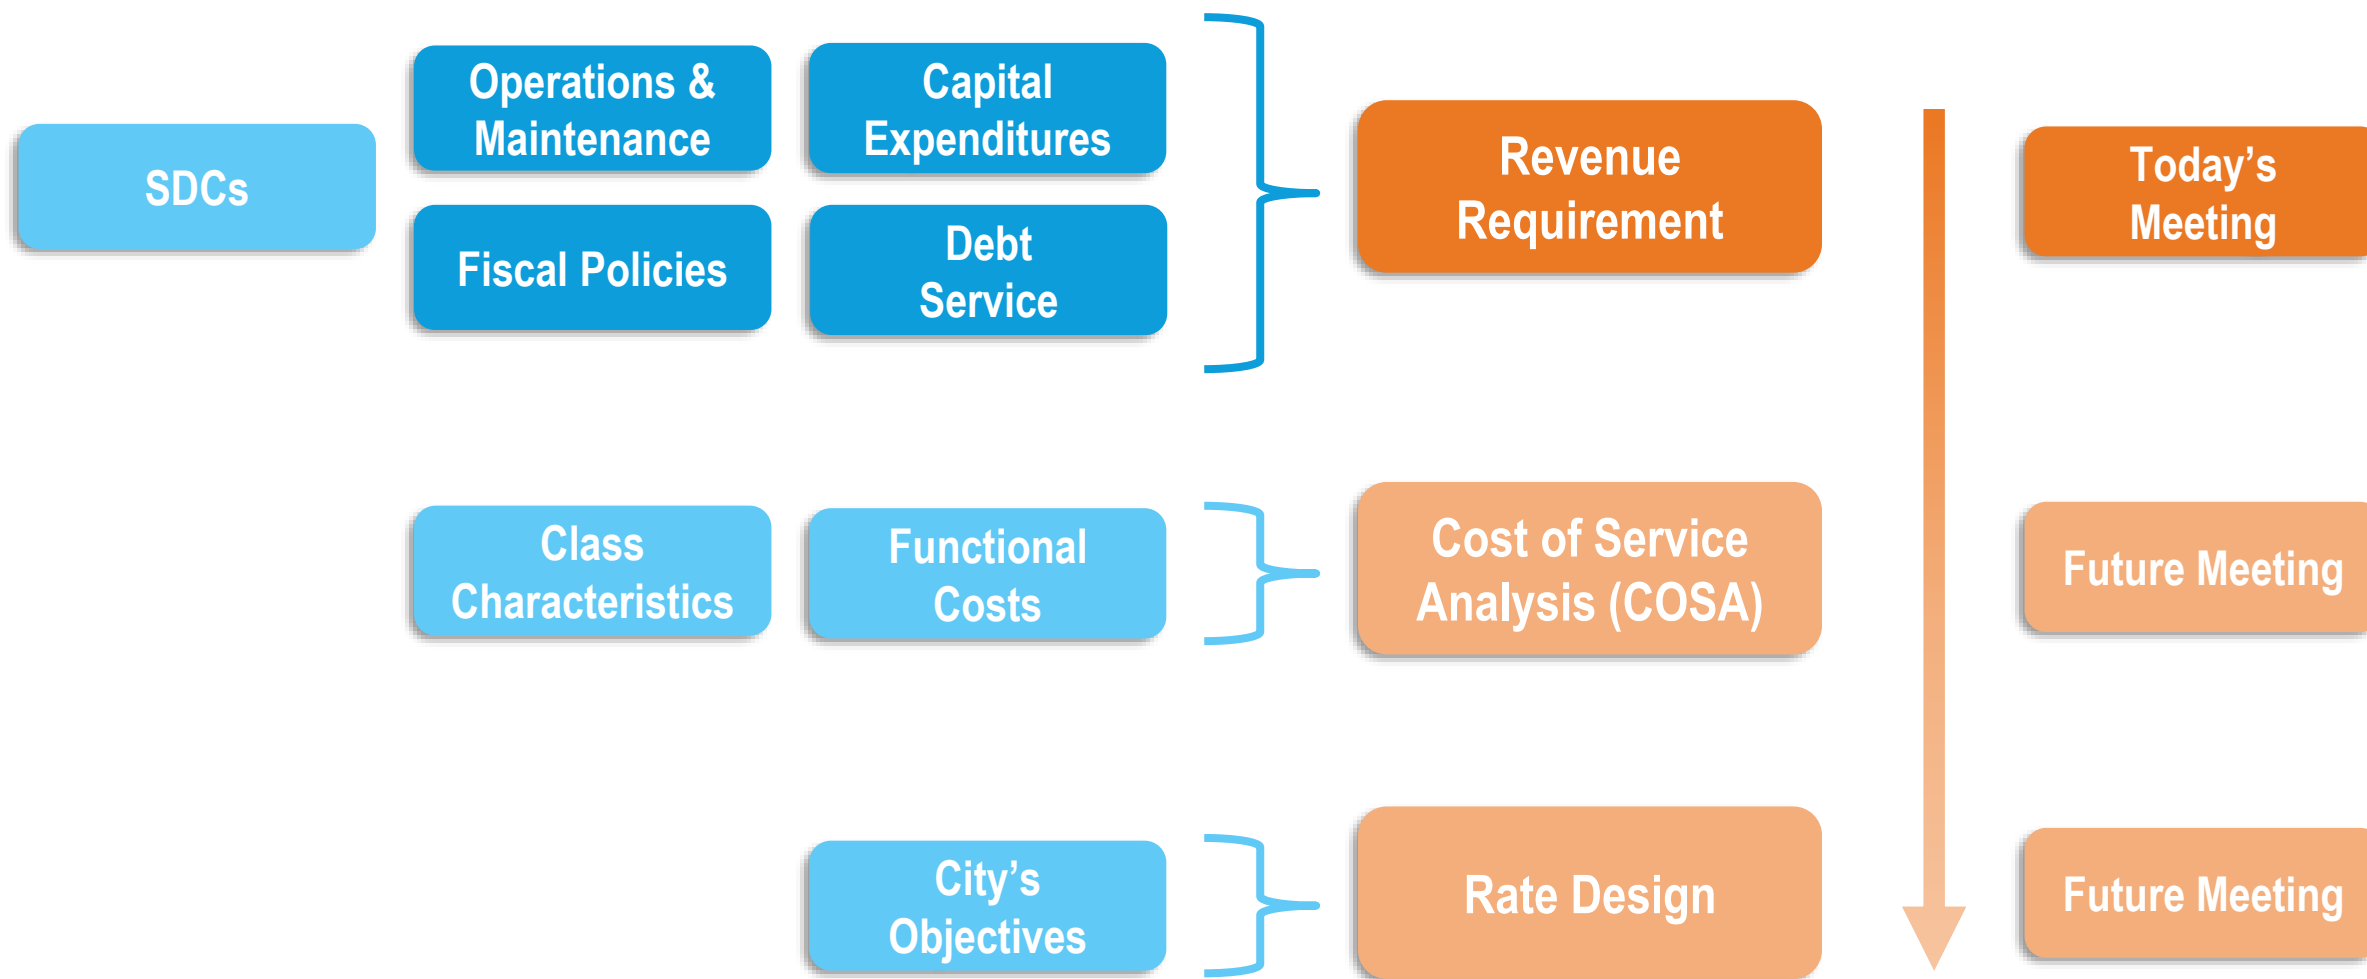 SDCs
Operations &
Maintenance
Capital
Expenditures
Fiscal Policies
Debt
Service
Revenue
Requirement
Today’s
Meeting
Class
Characteristics
Functional
Costs
Cost of Service
Analysis (COSA)
Future Meeting
City’s
Objectives
Rate Design
Future Meeting